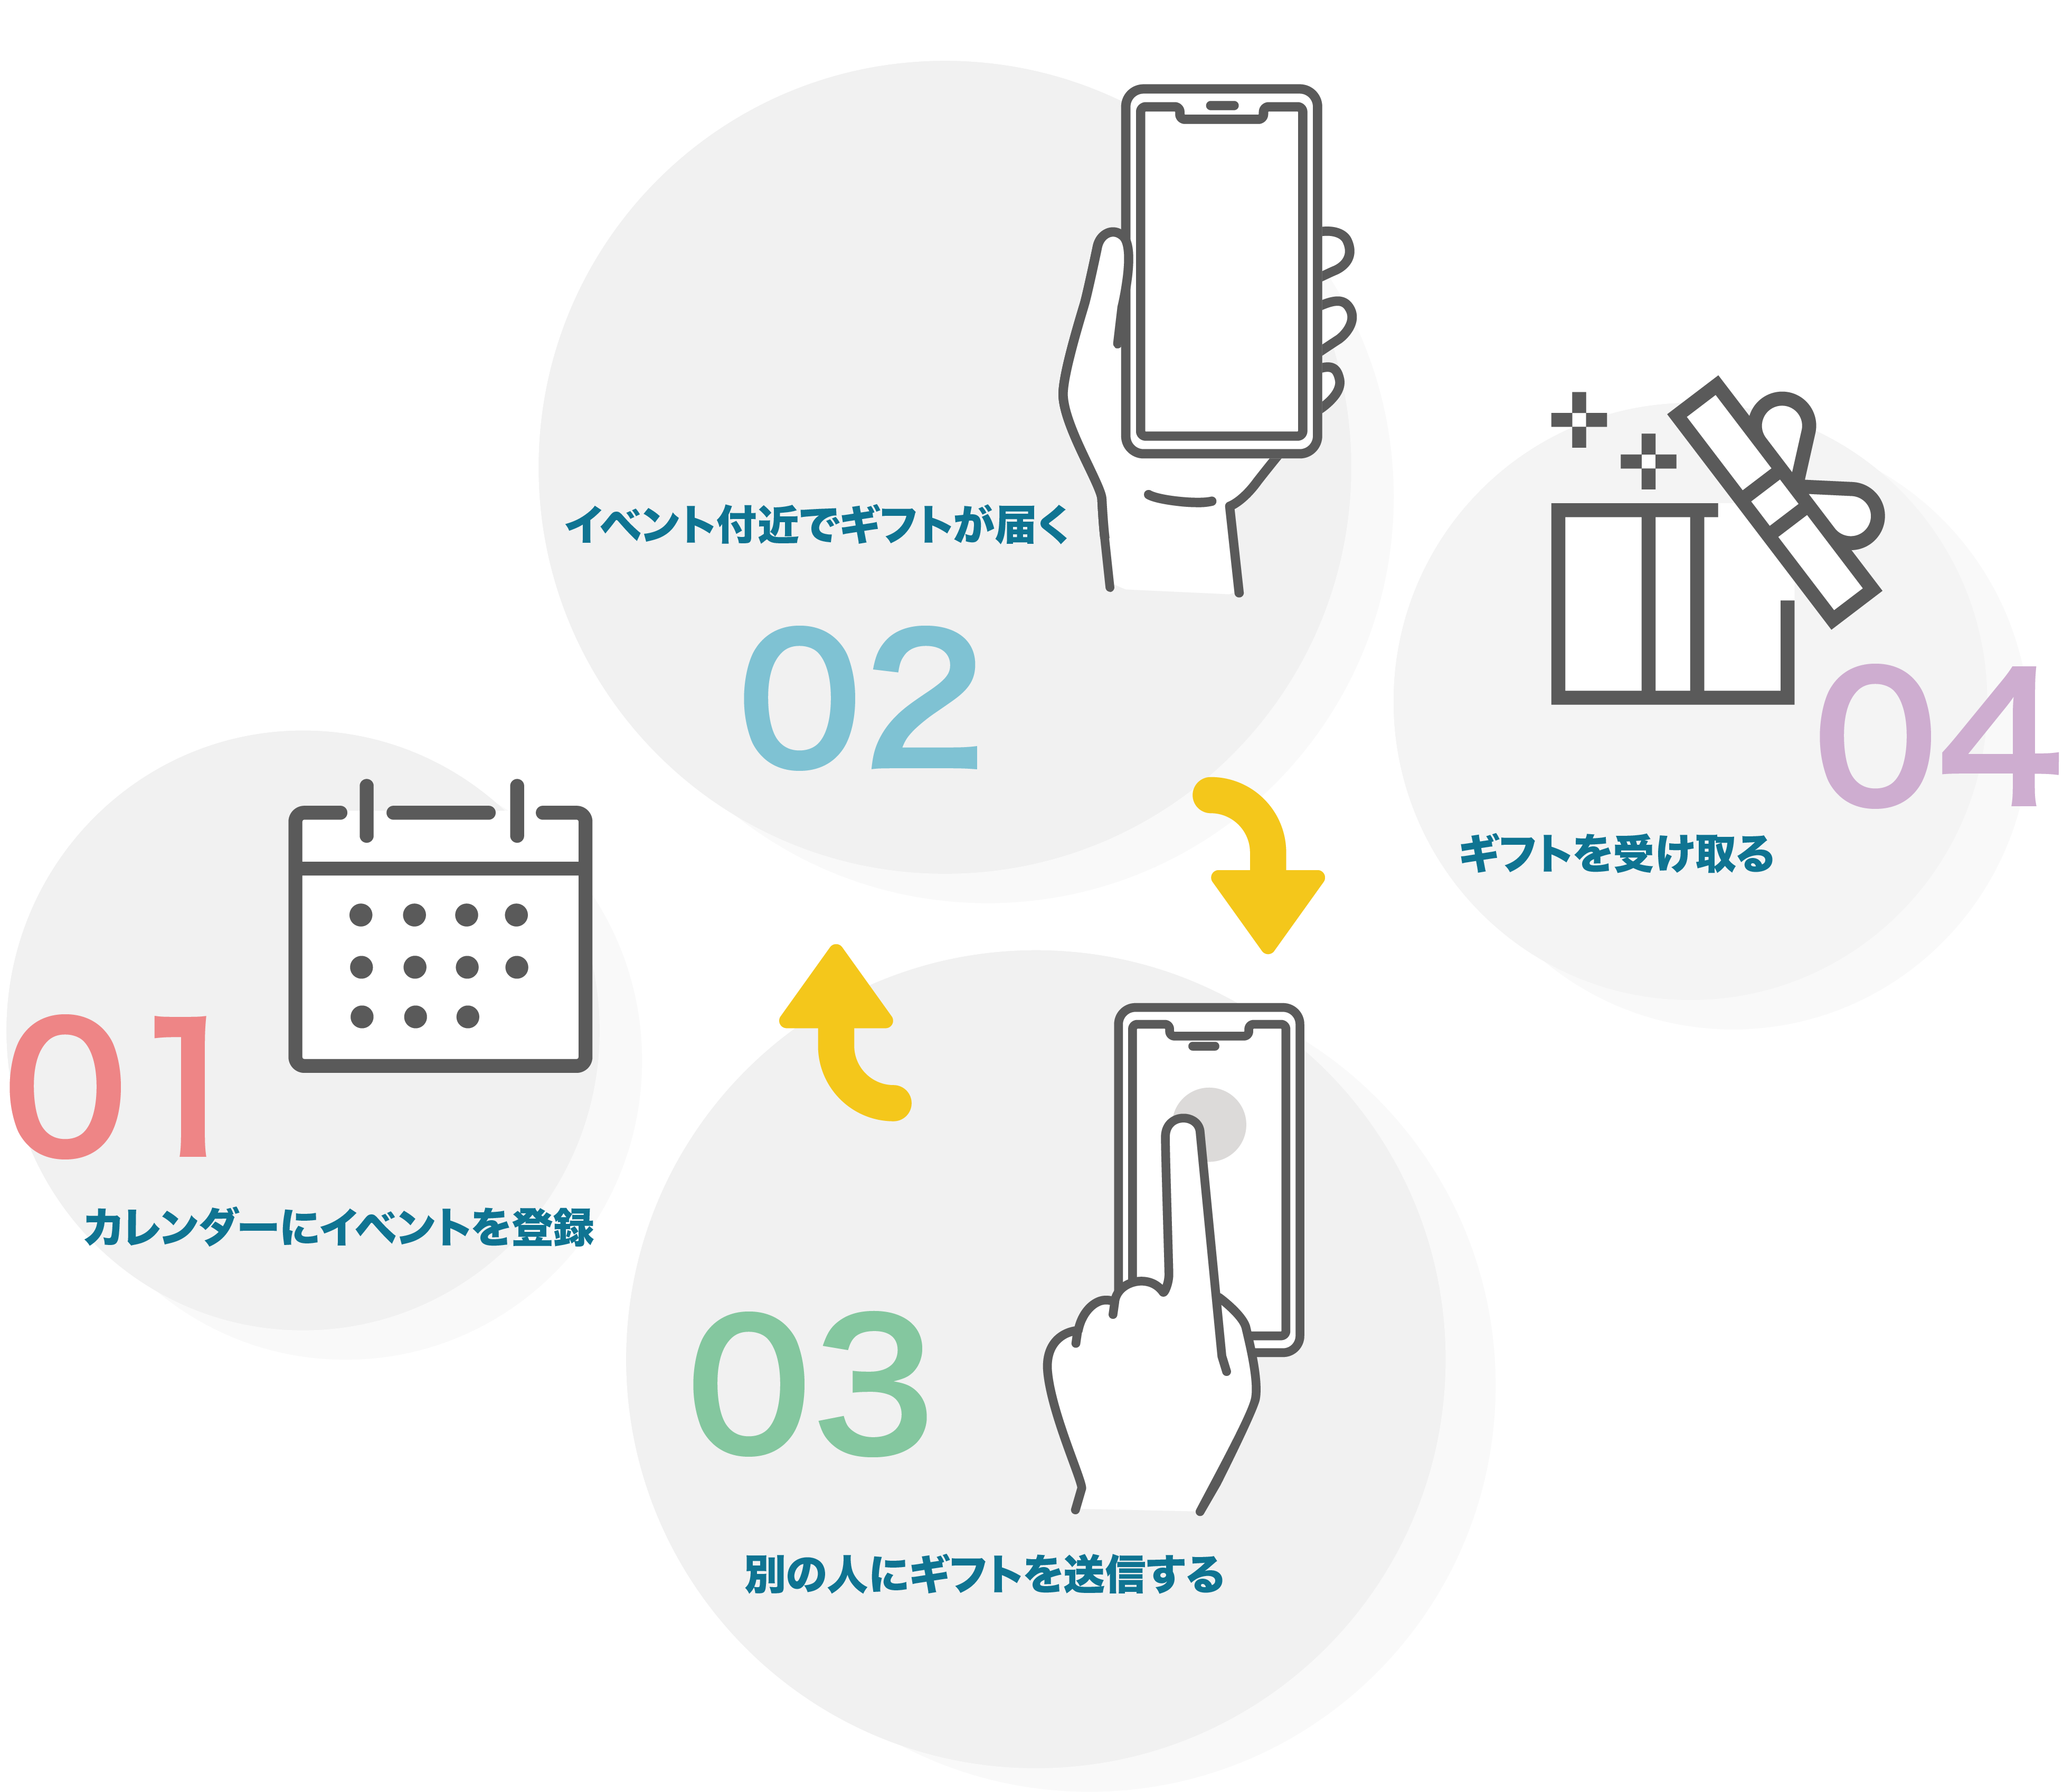 01
カレンダーにイベントを登録
イベント付近でギフトが届く
02
03
別の人にギフトを送信する
04
ギフトを受け取る